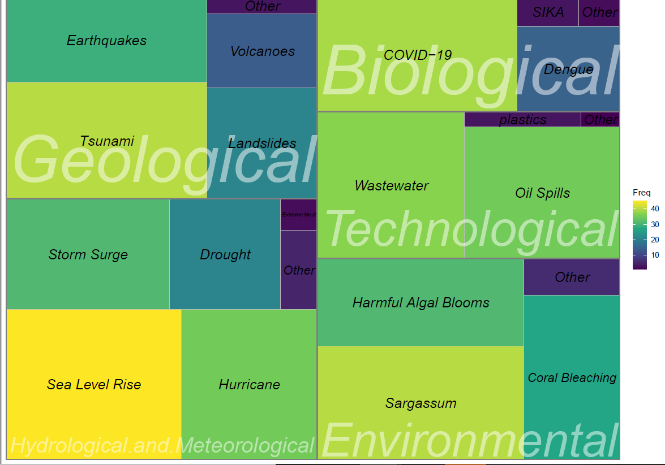 Other
Earthquakes
Volcanoes
Tsunami
Landslides
Geological
Storm Surge
Drought
Other
Sea Level Rise
Hurricane
Hydrological.and.Meteorological
COVID−19
SIKA
Other
Dengue
Biological
plastics
Other
Wastewater
Oil Spills
Technological
Harmful Algal Blooms
Other
Coral Bleaching
Sargassum
Environmental
Freq
40
30
20
10